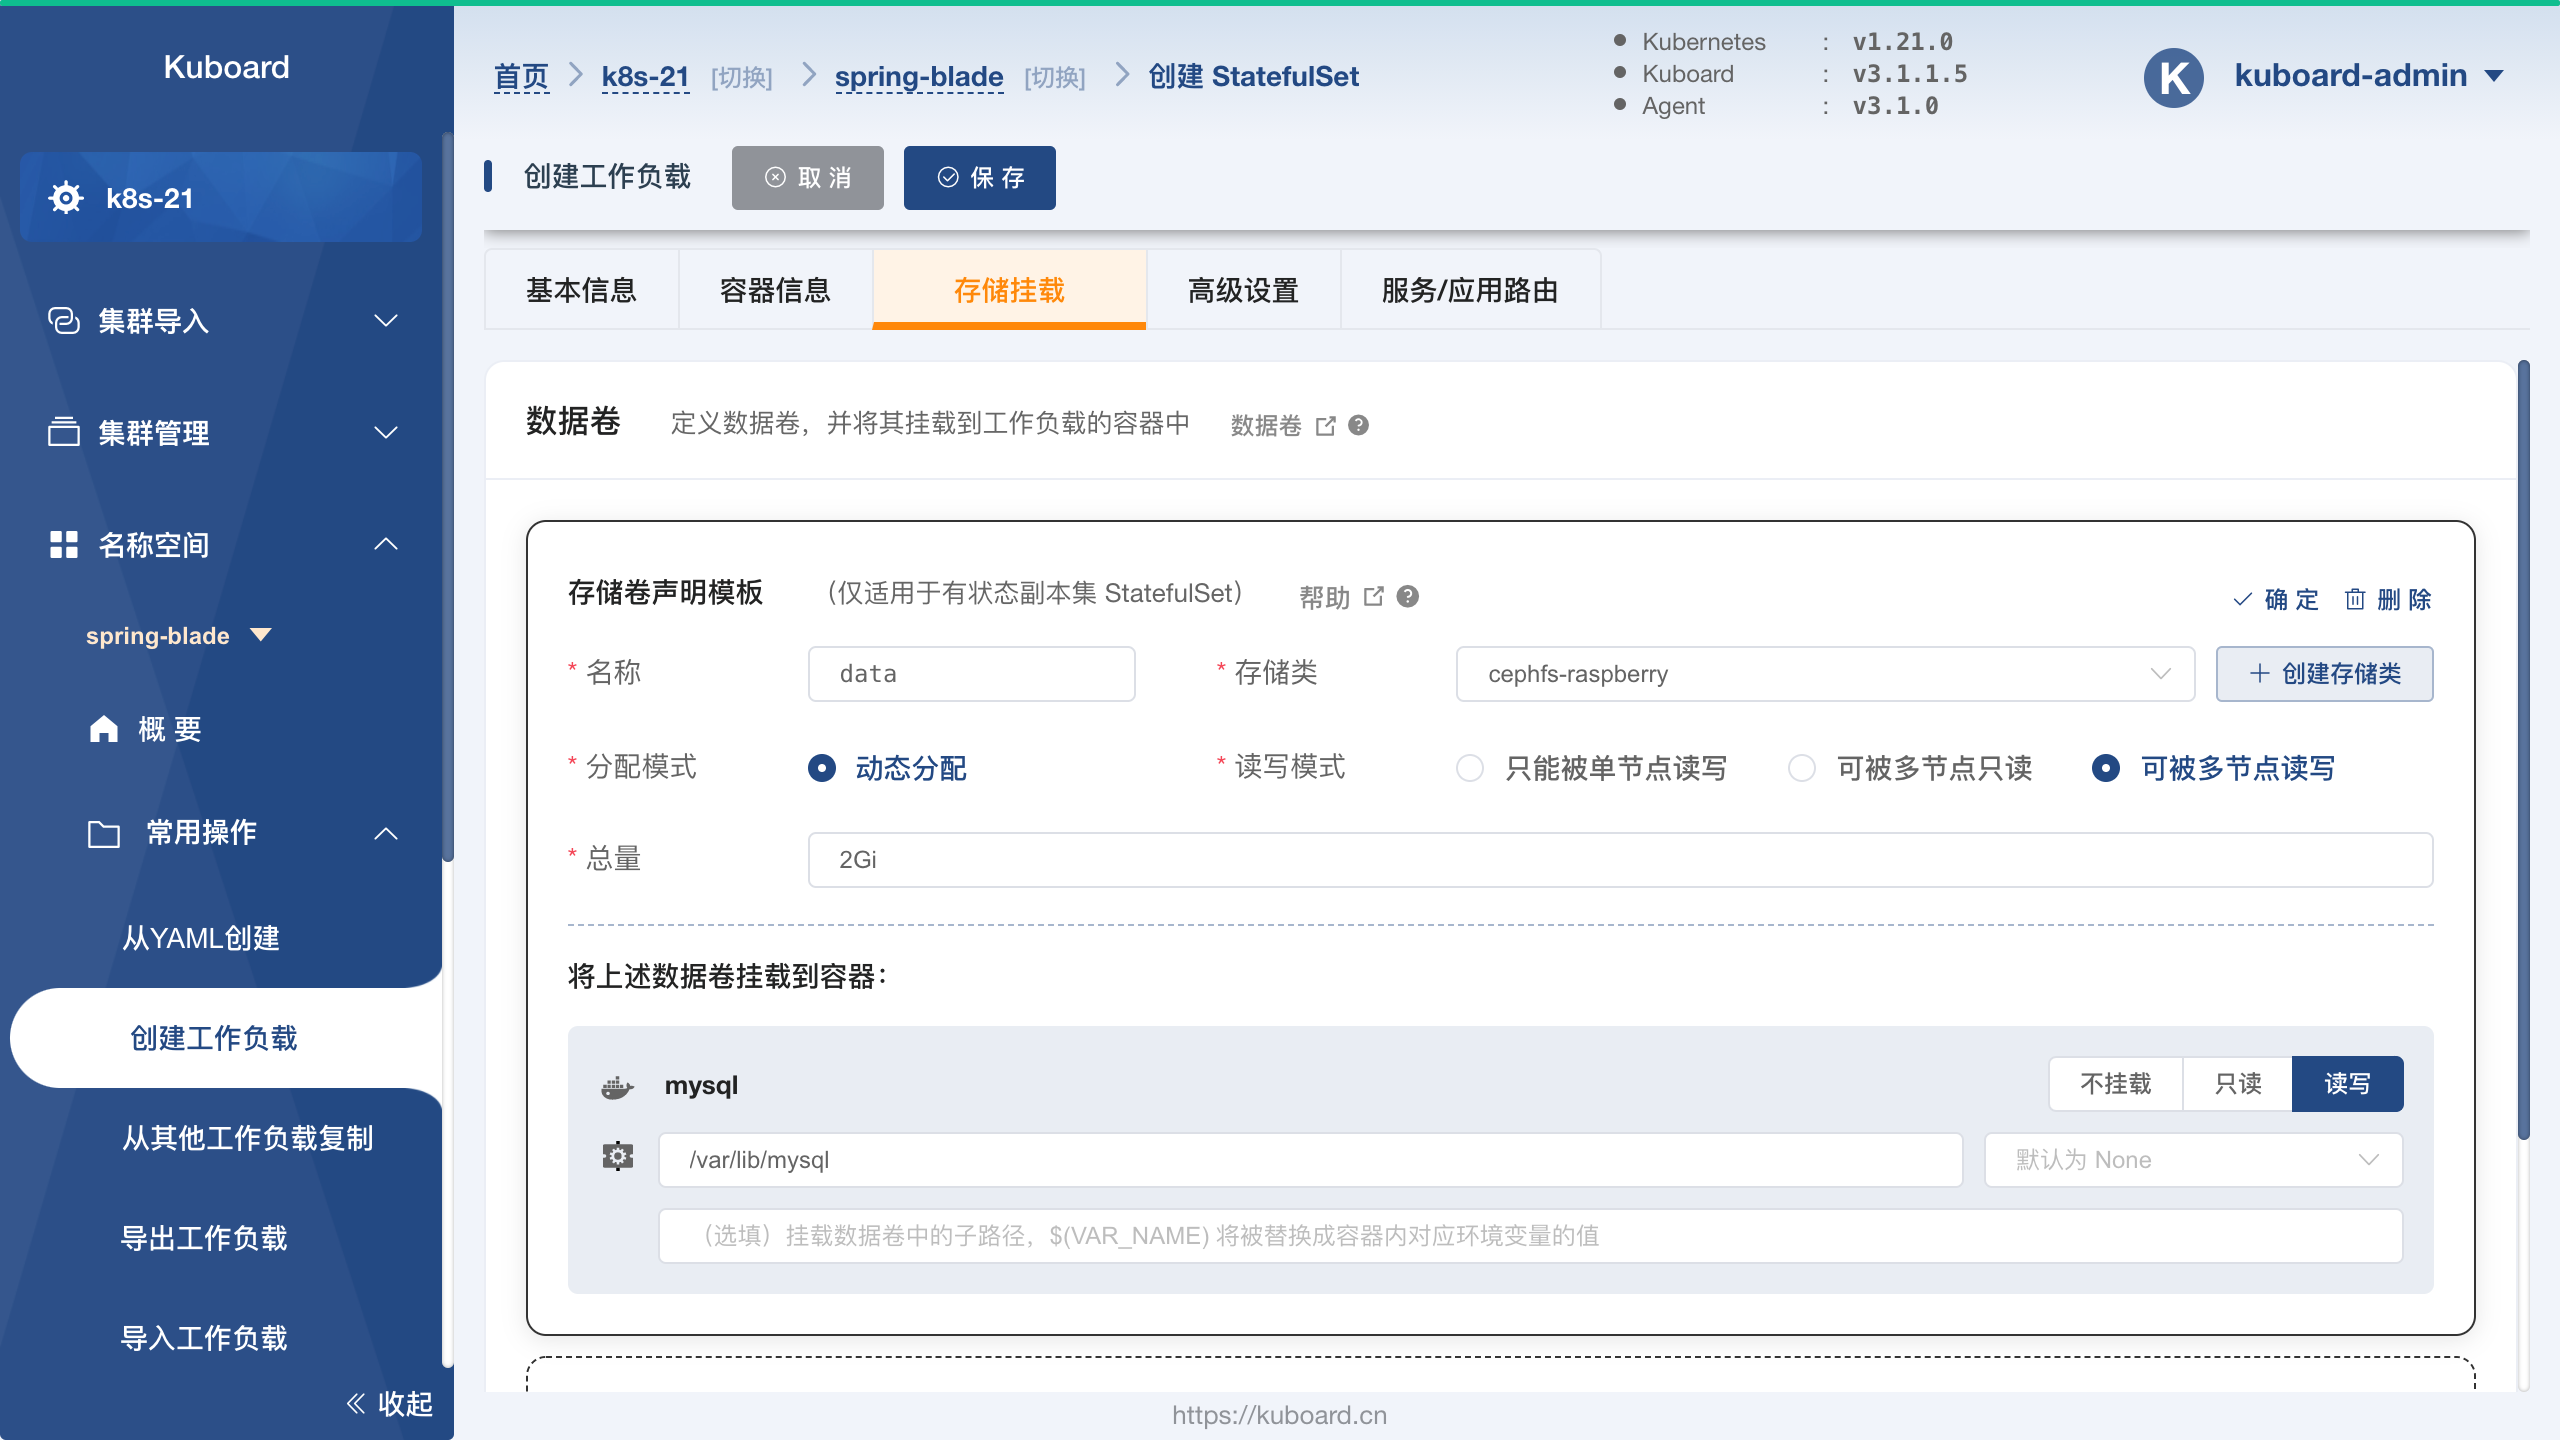 Kuboard
k8s-21
集群导入
集群管理
名称空间
spring-blade
概 要
常用操作
从YAML创建
创建工作负载
从其他工作负载复制
导出工作负载
导入工作负载
收起
首页 k8s-21 [切换] spring-blade [切换] 创建 StatefulSet
Kubernetes : v1.21.0
Kuboard : v3.1.1.5
Agent : v3.1.0
K kuboard-admin
创建工作负载 取 消 保 存
基本信息 容器信息 存储挂载 高级设置 服务/应用路由
数据卷 定义数据卷，并将其挂载到工作负载的容器中 数据卷 ?
存储卷声明模板 （仅适用于有状态副本集 StatefulSet） 帮助 ? 确 定 删 除
* 名称 data * 存储类 cephfs-raspberry + 创建存储类
* 分配模式 动态分配 * 读写模式 只能被单节点读写 可被多节点只读 可被多节点读写
* 总量 2Gi
将上述数据卷挂载到容器：
mysql 不挂载 只读 读写
/var/lib/mysql 默认为 None
（选填）挂载数据卷中的子路径，$(VAR_NAME) 将被替换成容器内对应环境变量的值
https://kuboard.cn